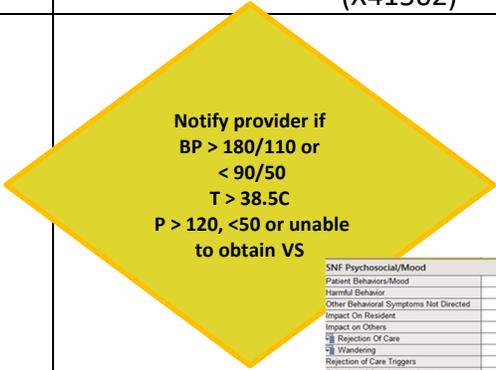 (X41502)
Notify provider if
BP > 180/110 or
< 90/50
T > 38.5C
P > 120, <50 or unable
to obtain VS
SNF Psychosocial/Mood
Patient Behaviors/Mood
Harmful Behavior
Other Behavioral Symptoms Not Directed
Impact On Resident
Impact on Others
Rejection Of Care
Wandering
Rejection of Care Triggers